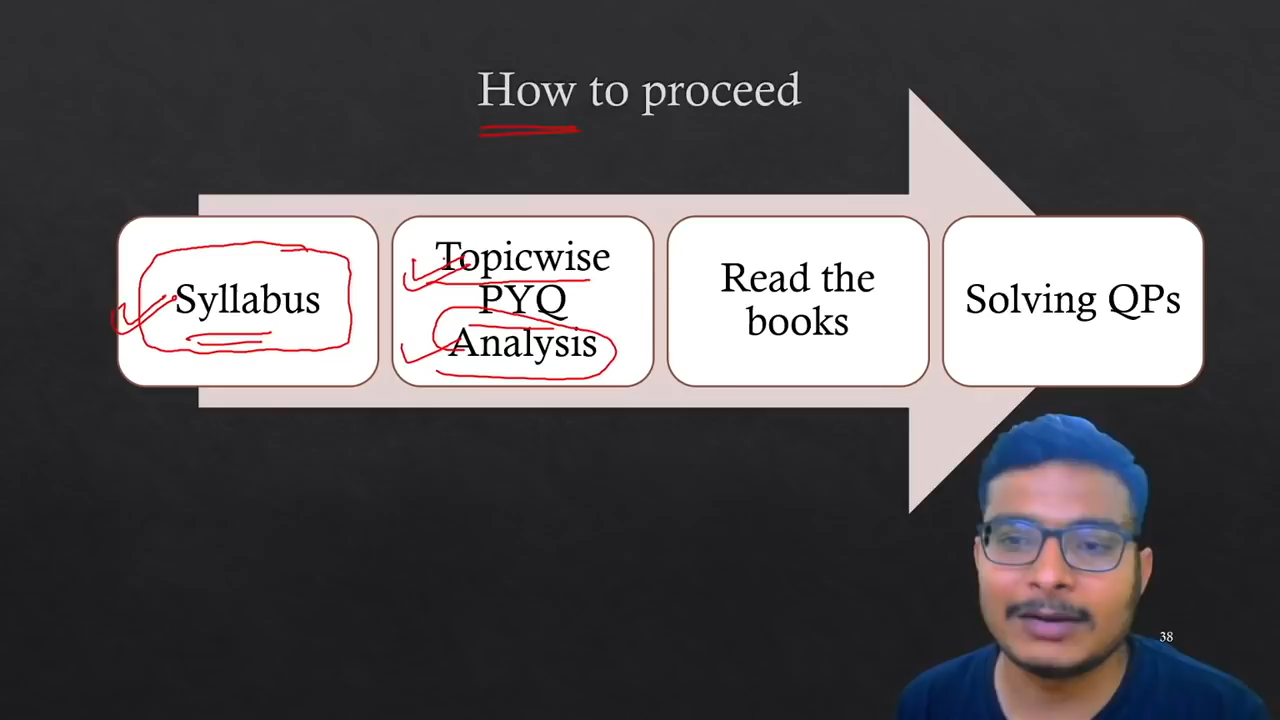 How to proceed
Syllabus
Topicwise
PYQ
Analysis
Read the
books
Solving QPs
38